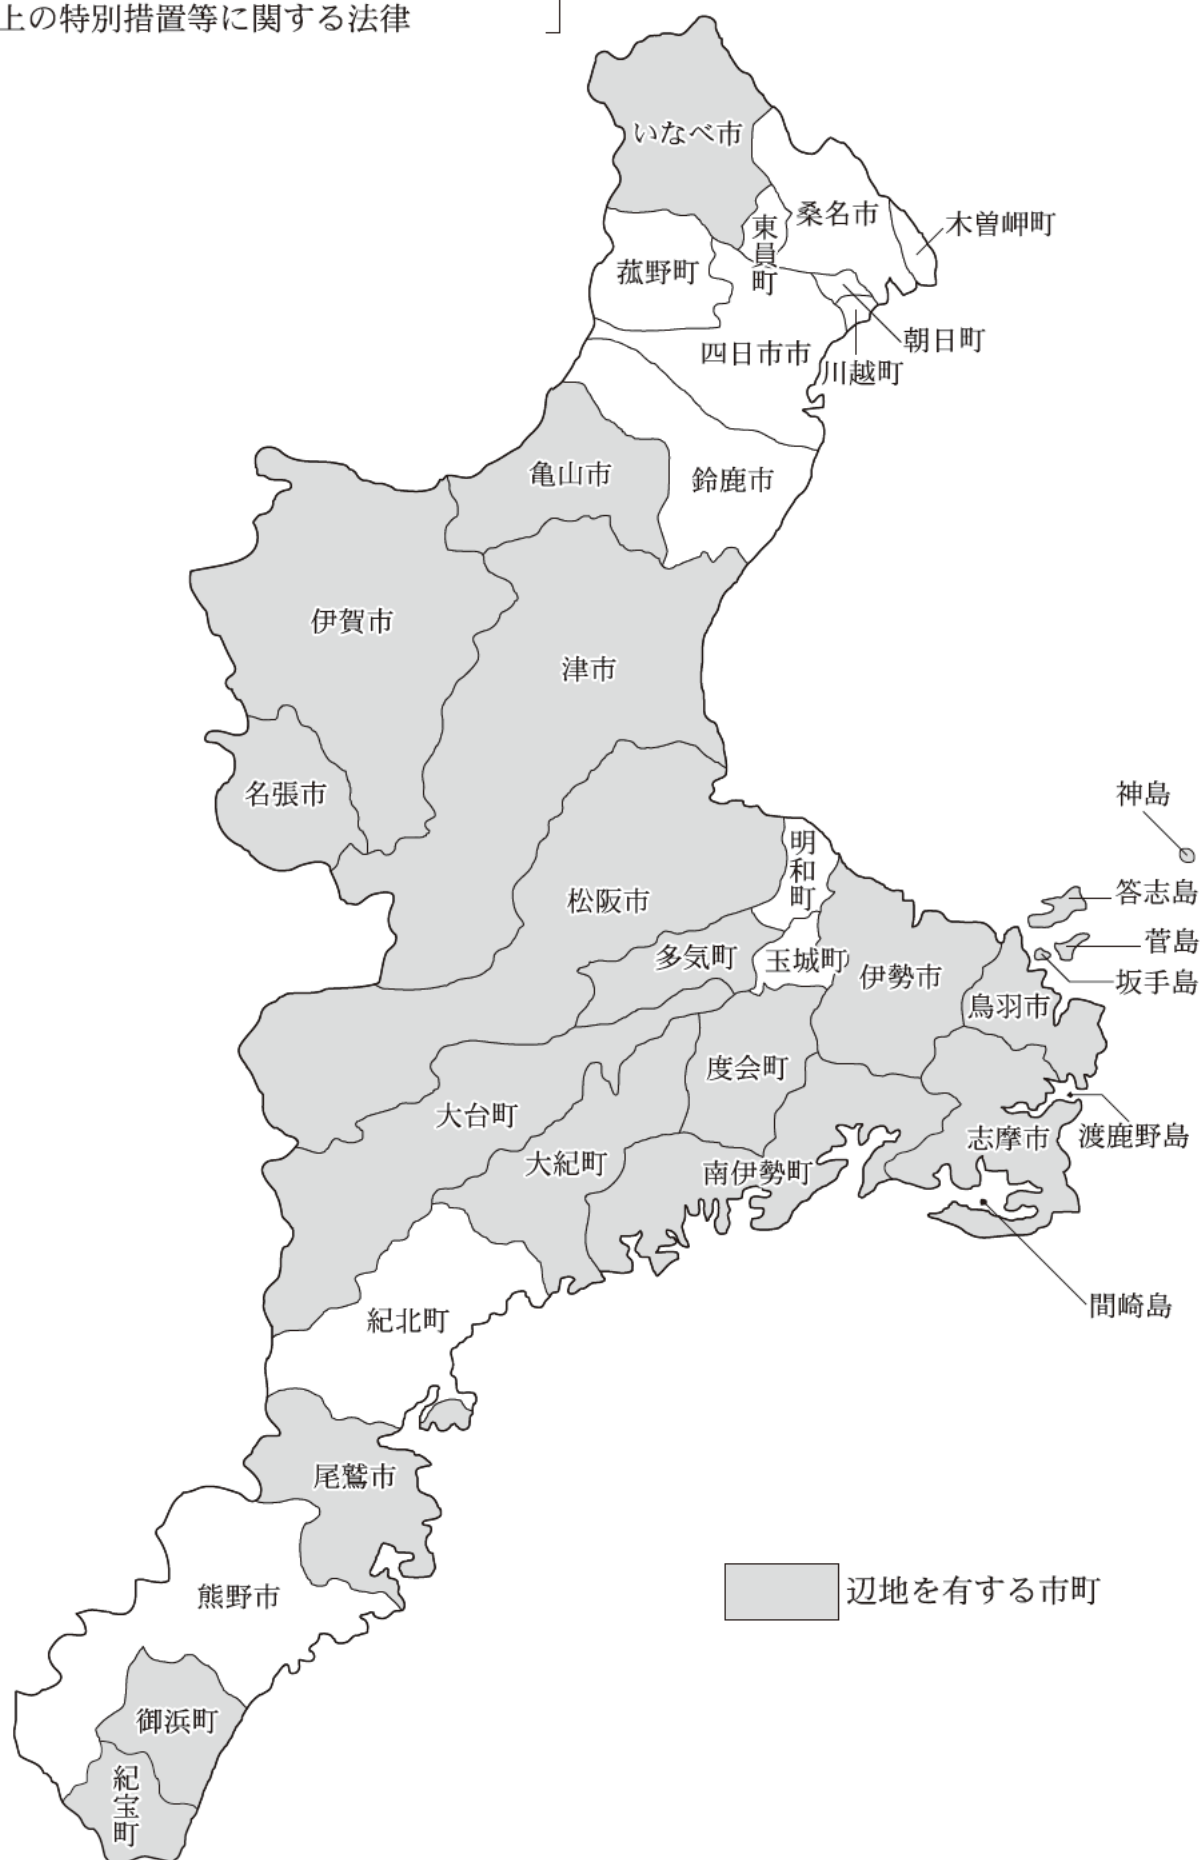 上の特別措置等に関する法律
いなべ市
桑名市
木曽岬町
東員町
菰野町
朝日町
四日市市
川越町
亀山市
鈴鹿市
伊賀市
津市
名張市
神島
明和町
答志島
松阪市
菅島
多気町
玉城町
伊勢市
坂手島
鳥羽市
度会町
大台町
志摩市
渡鹿野島
大紀町
南伊勢町
間崎島
紀北町
尾鷲市
熊野市
辺地を有する市町
御浜町
紀宝町